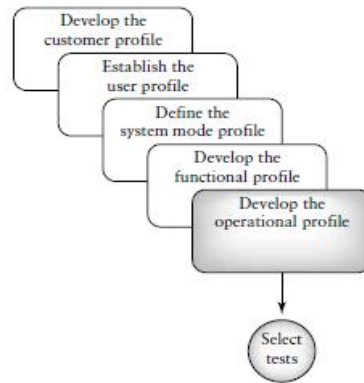 Develop the
customer profile
Establish the
user profile
Define the
system mode profile
Develop the
functional profile
Develop the
operational profile
Select
tests